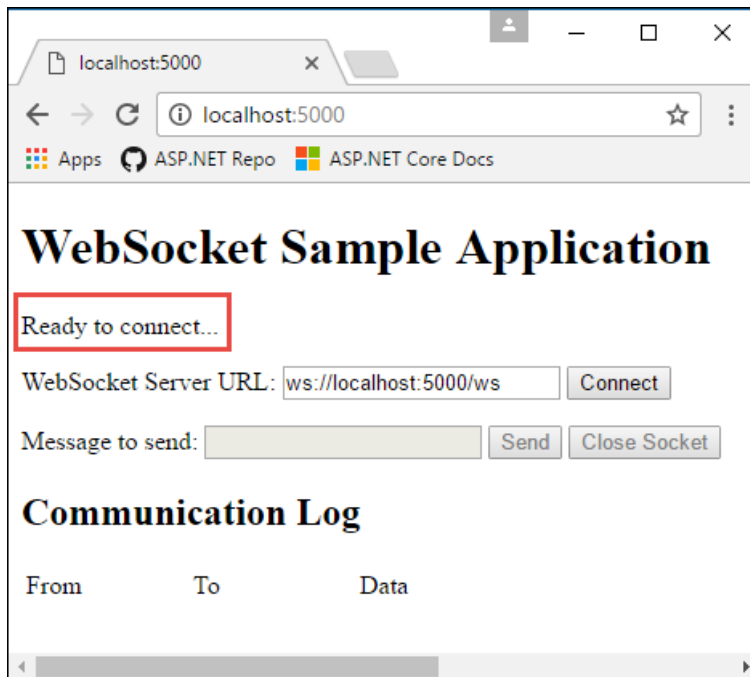 localhost:5000
localhost:5000
Apps ASP.NET Repo ASP.NET Core Docs
WebSocket Sample Application
Ready to connect...
WebSocket Server URL: ws://localhost:5000/ws Connect
Message to send: Send Close Socket
Communication Log
From To Data